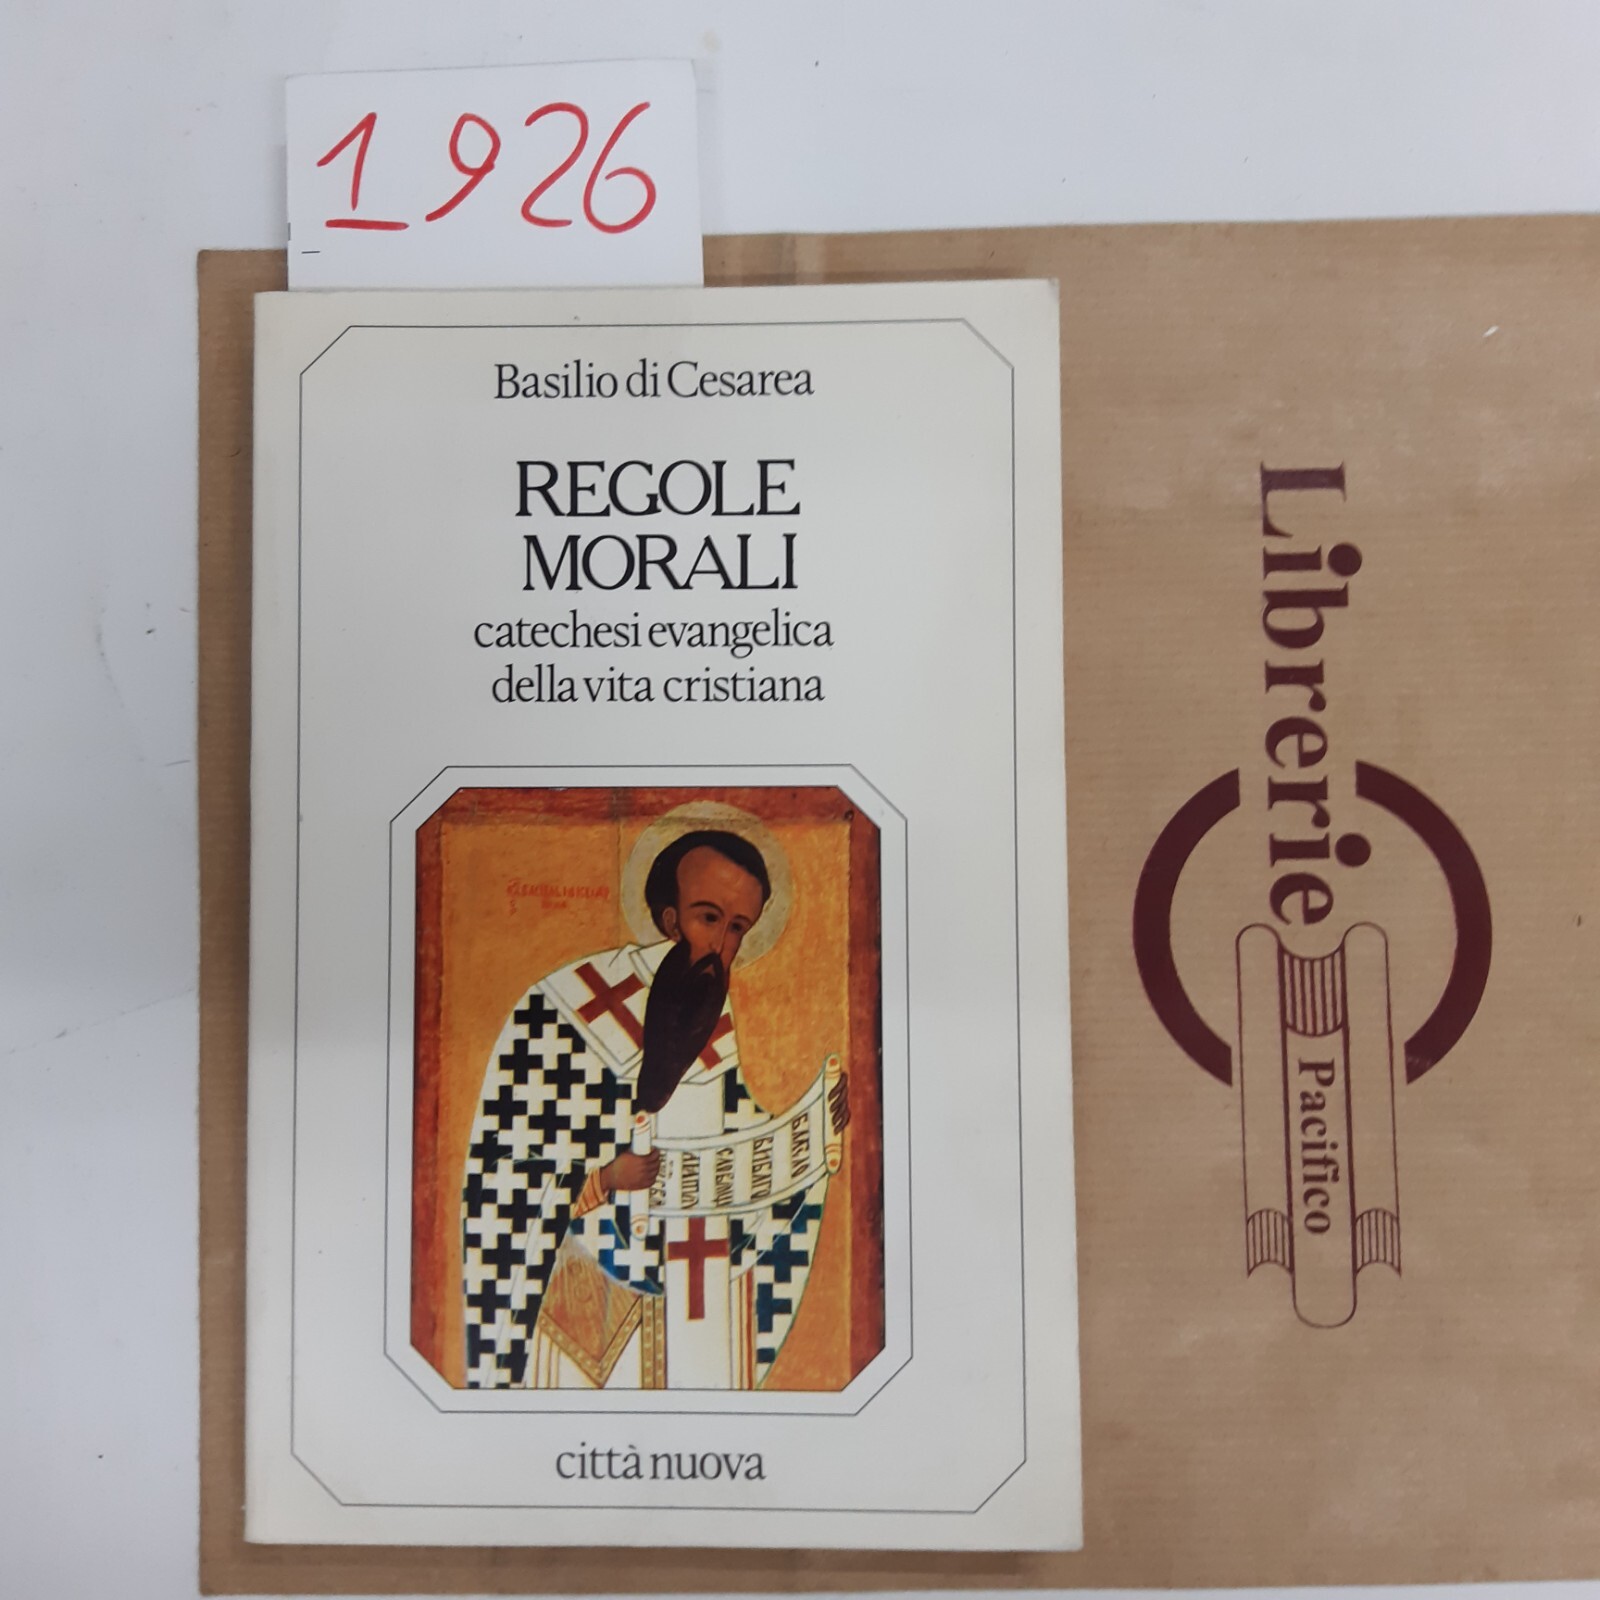 1926
Basilio di Cesarea
REGOLE
MORALI
catechesi evangelica
della vita cristiana
città nuova
Librerie
Pacifico